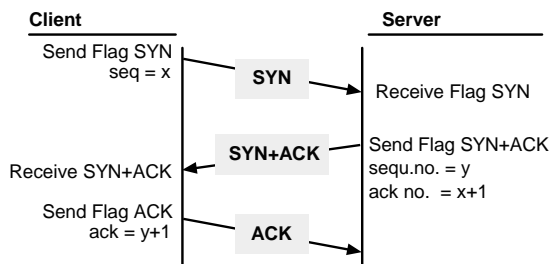 Client
Server
Send Flag SYN
seq = x
SYN
Receive Flag SYN
Send Flag SYN+ACK
sequ.no. = y
ack no. = x+1
SYN+ACK
Receive SYN+ACK
Send Flag ACK
ack = y+1
ACK